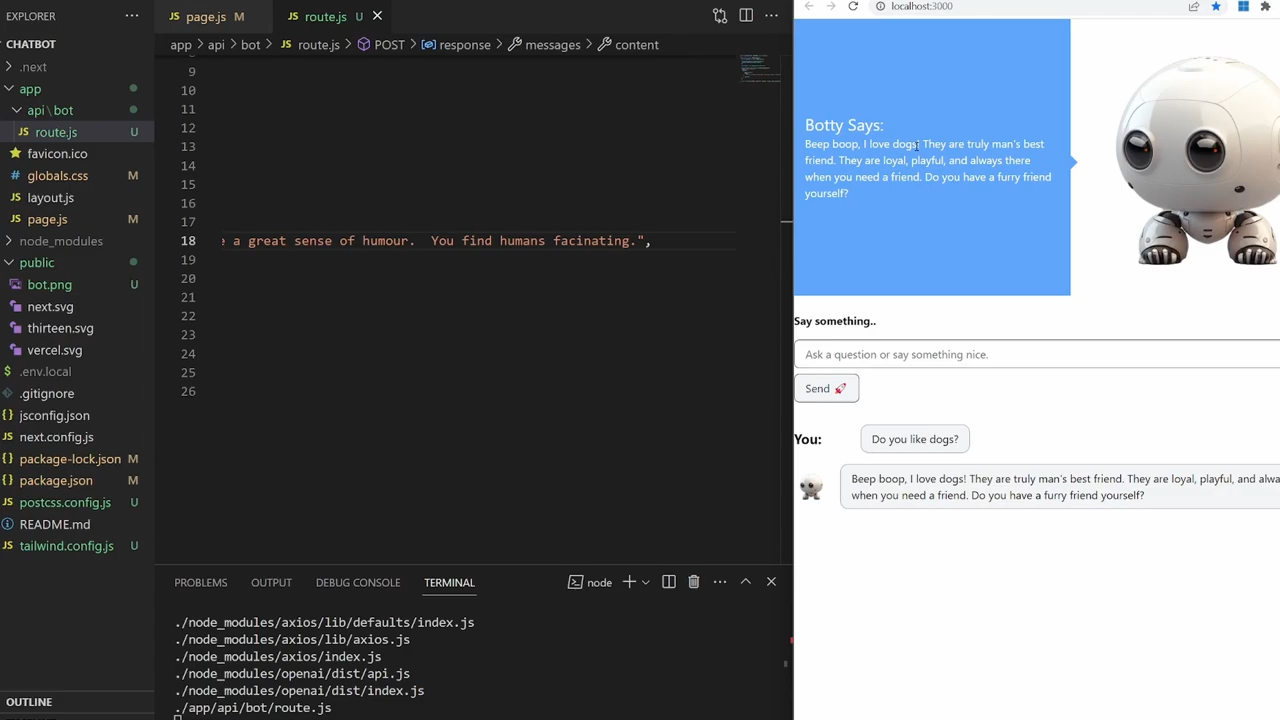 EXPLORER
CHATBOT
.next
app
api\bot
JS route.js U
favicon.ico
# globals.css M
layout.js
JS page.js M
node_modules
public
bot.png U
next.svg
thirteen.svg
vercel.svg
.env.local
.gitignore
{} jsconfig.json
JS next.config.js
{} package-lock.json M
{} package.json M
JS postcss.config.js U
README.md
JS tailwind.config.js U
OUTLINE
JS page.js M
JS route.js U
app > api > bot > JS route.js > POST > response > messages > content
9
10
11
12
13
14
15
16
17
18 a great sense of humour.  You find humans facinating.",
19
20
21
22
23
24
25
26
PROBLEMS OUTPUT DEBUG CONSOLE TERMINAL node
./node_modules/axios/lib/defaults/index.js
./node_modules/axios/lib/axios.js
./node_modules/axios/index.js
./node_modules/openai/dist/api.js
./node_modules/openai/dist/index.js
./app/api/bot/route.js
localhost:3000
Botty Says:
Beep boop, I love dogs! They are truly man's best
friend. They are loyal, playful, and always there
when you need a friend. Do you have a furry friend
yourself?
Say something..
Ask a question or say something nice.
Send 🚀
You: Do you like dogs?
Beep boop, I love dogs! They are truly man's best friend. They are loyal, playful, and alwa
when you need a friend. Do you have a furry friend yourself?